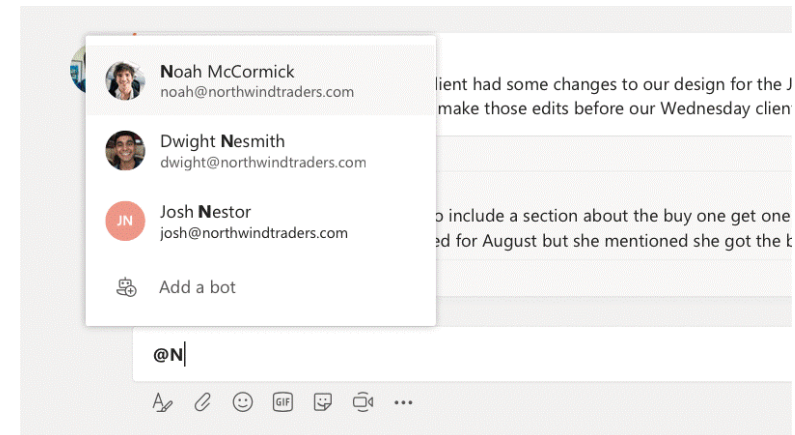 Noah McCormick
noah@northwindtraders.com
lient had some changes to our design for the J
make those edits before our Wednesday clien
Dwight Nesmith
dwight@northwindtraders.com
JN
Josh Nestor
josh@northwindtraders.com
o include a section about the buy one get one
ed for August but she mentioned she got the b
Add a bot
@N
GIF